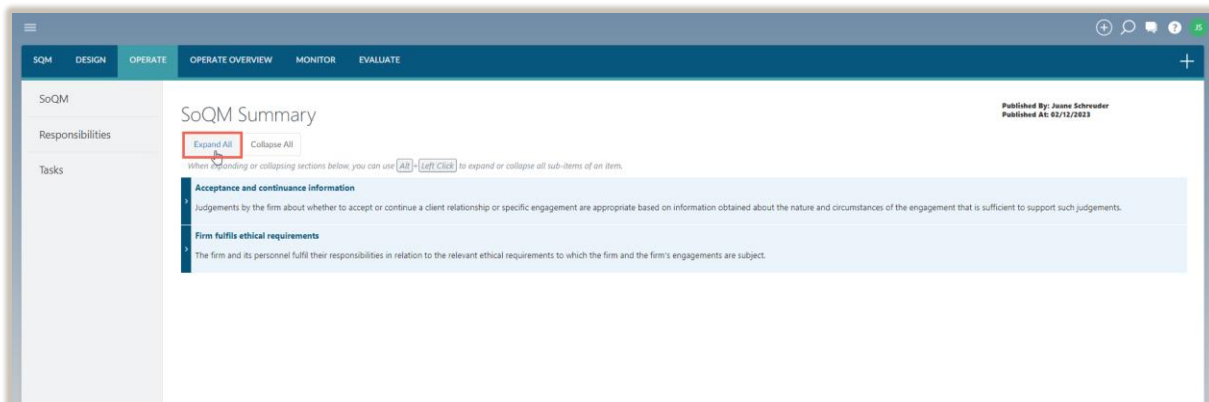 JS
SQM DESIGN OPERATE OPERATE OVERVIEW MONITOR EVALUATE
SoQM
Responsibilities
Tasks
SoQM Summary
Published By: Juane Schreuder
Published At: 02/12/2023
Expand All Collapse All
When expanding or collapsing sections below, you can use Alt + Left Click to expand or collapse all sub-items of an item.
Acceptance and continuance information
Judgements by the firm about whether to accept or continue a client relationship or specific engagement are appropriate based on information obtained about the nature and circumstances of the engagement that is sufficient to support such judgements.
Firm fulfils ethical requirements
The firm and its personnel fulfil their responsibilities in relation to the relevant ethical requirements to which the firm and the firm's engagements are subject.